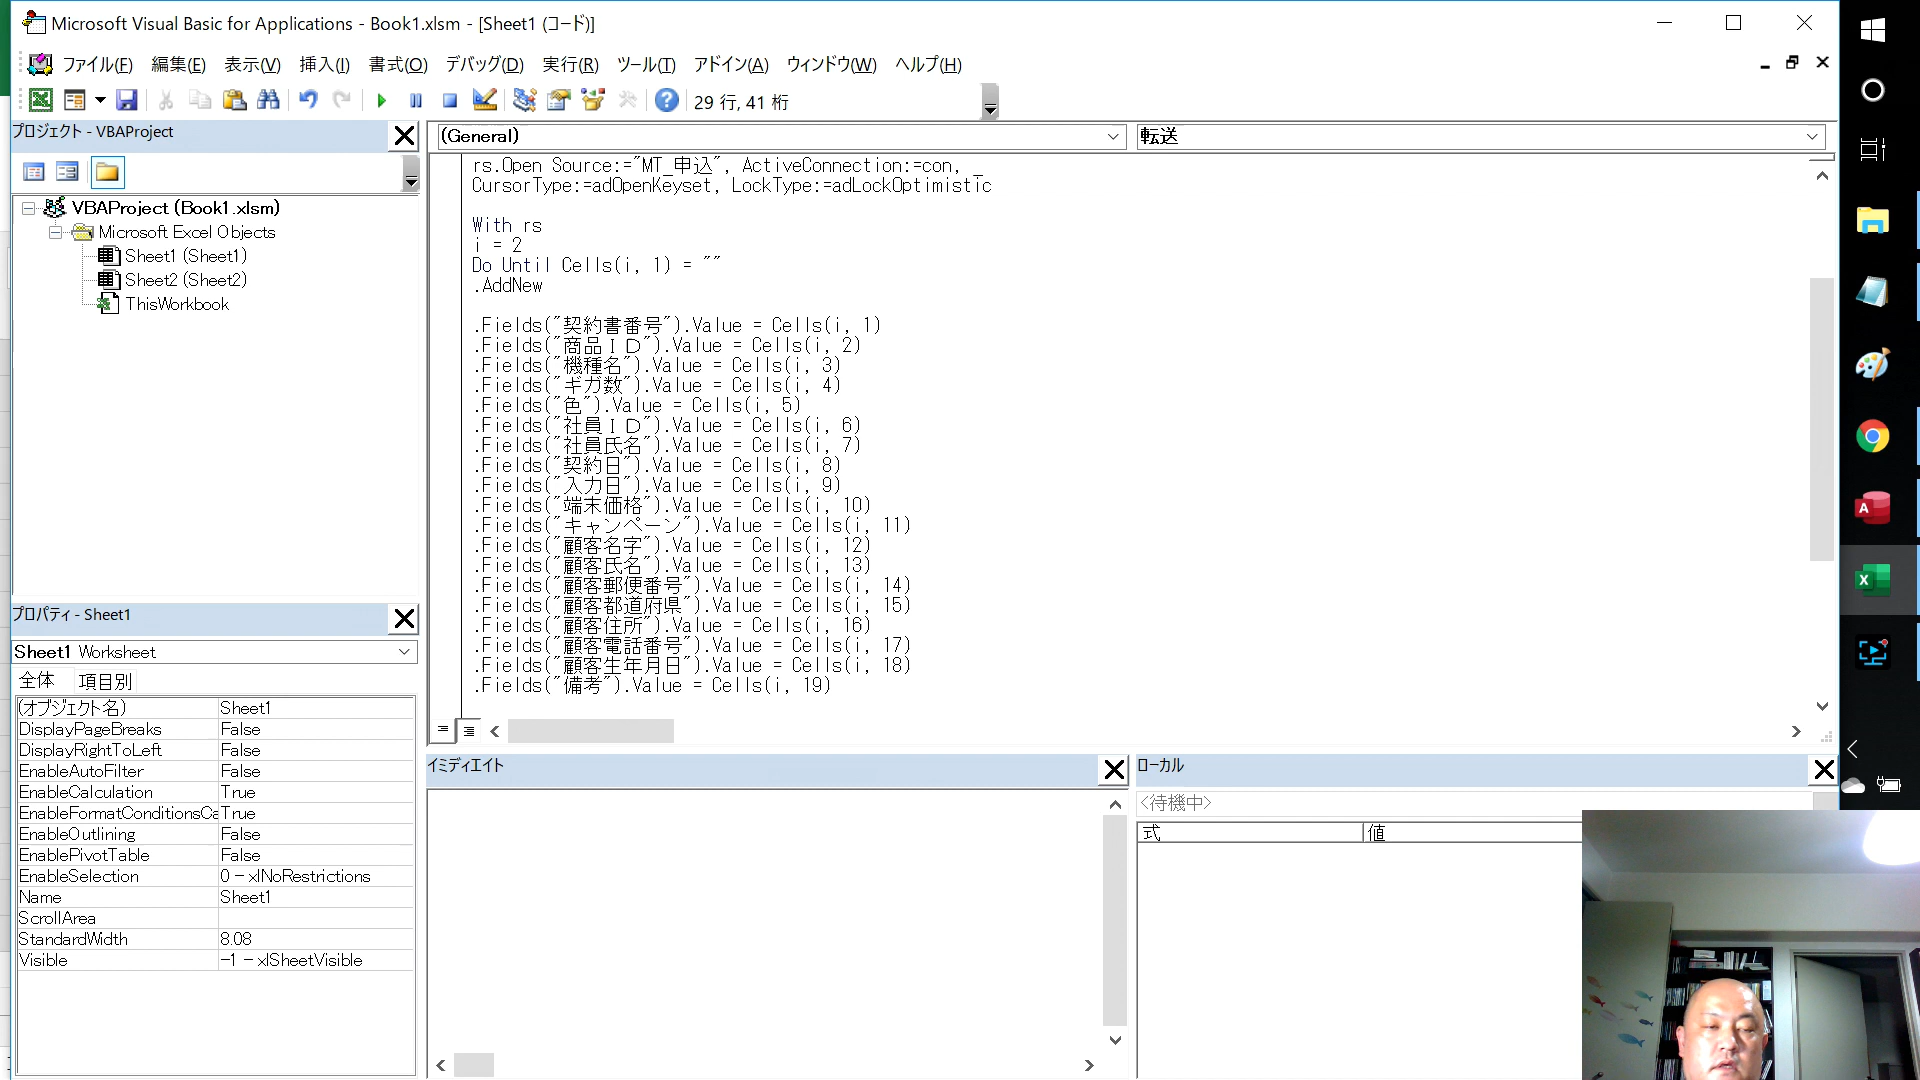 Microsoft Visual Basic for Applications - Book1.xlsm - [Sheet1 (コード)]
ファイル(F) 編集(E) 表示(V) 挿入(I) 書式(O) デバッグ(D) 実行(R) ツール(T) アドイン(A) ウィンドウ(W) ヘルプ(H)
29 行, 41 桁
プロジェクト - VBAProject
VBAProject (Book1.xlsm)
Microsoft Excel Objects
Sheet1 (Sheet1)
Sheet2 (Sheet2)
ThisWorkbook
プロパティ - Sheet1
Sheet1 Worksheet
全体 項目別
(オブジェクト名) Sheet1
DisplayPageBreaks False
DisplayRightToLeft False
EnableAutoFilter False
EnableCalculation True
EnableFormatConditionsCa True
EnableOutlining False
EnablePivotTable False
EnableSelection 0 - xlNoRestrictions
Name Sheet1
ScrollArea
StandardWidth 8.08
Visible -1 - xlSheetVisible
(General) 転送
rs.Open Source:="MT_申込", ActiveConnection:=con, _
CursorType:=adOpenKeyset, LockType:=adLockOptimistic
With rs
i = 2
Do Until Cells(i, 1) = ""
.AddNew
.Fields("契約書番号").Value = Cells(i, 1)
.Fields("商品ＩＤ").Value = Cells(i, 2)
.Fields("機種名").Value = Cells(i, 3)
.Fields("ギガ数").Value = Cells(i, 4)
.Fields("色").Value = Cells(i, 5)
.Fields("社員ＩＤ").Value = Cells(i, 6)
.Fields("社員氏名").Value = Cells(i, 7)
.Fields("契約日").Value = Cells(i, 8)
.Fields("入力日").Value = Cells(i, 9)
.Fields("端末価格").Value = Cells(i, 10)
.Fields("キャンペーン").Value = Cells(i, 11)
.Fields("顧客名字").Value = Cells(i, 12)
.Fields("顧客氏名").Value = Cells(i, 13)
.Fields("顧客郵便番号").Value = Cells(i, 14)
.Fields("顧客都道府県").Value = Cells(i, 15)
.Fields("顧客住所").Value = Cells(i, 16)
.Fields("顧客電話番号").Value = Cells(i, 17)
.Fields("顧客生年月日").Value = Cells(i, 18)
.Fields("備考").Value = Cells(i, 19)
イミディエイト
ローカル
<待機中>
式 値